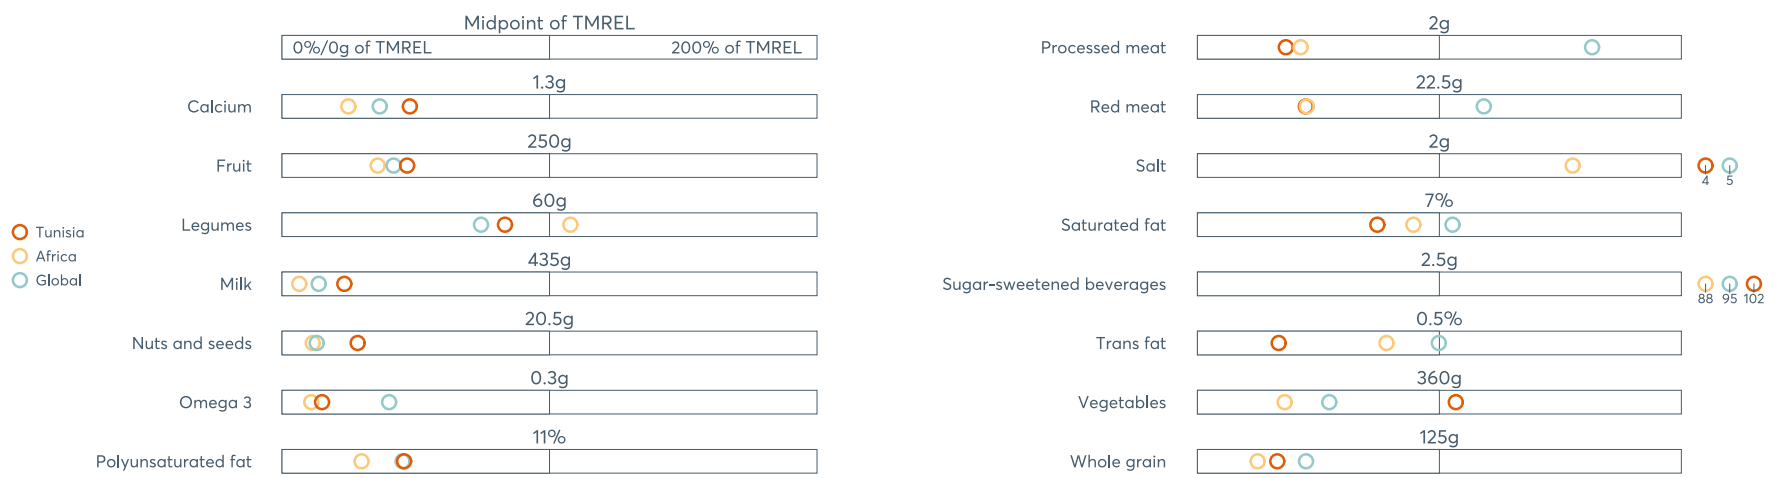 Tunisia
Africa
Global
Midpoint of TMREL
0%/0g of TMREL 200% of TMREL
1.3g
Calcium
250g
Fruit
60g
Legumes
435g
Milk
20.5g
Nuts and seeds
0.3g
Omega 3
11%
Polyunsaturated fat
2g
Processed meat
22.5g
Red meat
2g
Salt
4 5
7%
Saturated fat
2.5g
Sugar-sweetened beverages
88 95 102
0.5%
Trans fat
360g
Vegetables
125g
Whole grain